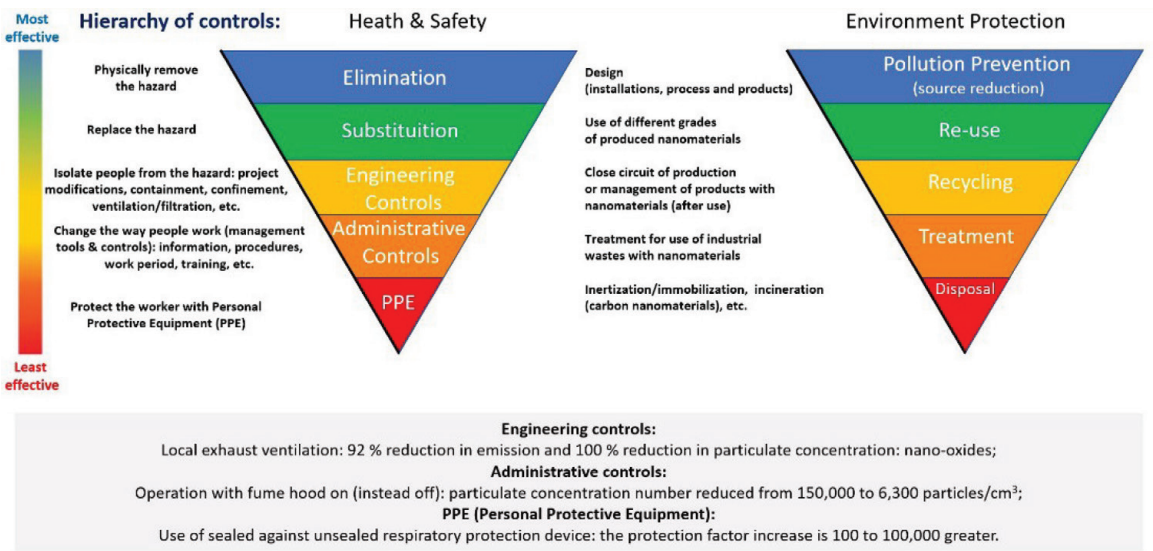 Most
effective
Hierarchy of controls:
Heath & Safety
Environment Protection
Physically remove
the hazard
Elimination
Design
(installations, process and products)
Pollution Prevention
(source reduction)
Replace the hazard
Substituition
Use of different grades
of produced nanomaterials
Re-use
Isolate people from the hazard: project
modifications, containment, confinement,
ventilation/filtration, etc.
Engineering
Controls
Close circuit of production
or management of products with
nanomaterials (after use)
Recycling
Change the way people work (management
tools & controls): information, procedures,
work period, training, etc.
Administrative
Controls
Treatment for use of industrial
wastes with nanomaterials
Treatment
Protect the worker with Personal
Protective Equipment (PPE)
PPE
Inertization/immobilization, incineration
(carbon nanomaterials), etc.
Disposal
Least
effective
Engineering controls:
Local exhaust ventilation: 92 % reduction in emission and 100 % reduction in particulate concentration: nano-oxides;
Administrative controls:
Operation with fume hood on (instead off): particulate concentration number reduced from 150,000 to 6,300 particles/cm³;
PPE (Personal Protective Equipment):
Use of sealed against unsealed respiratory protection device: the protection factor increase is 100 to 100,000 greater.